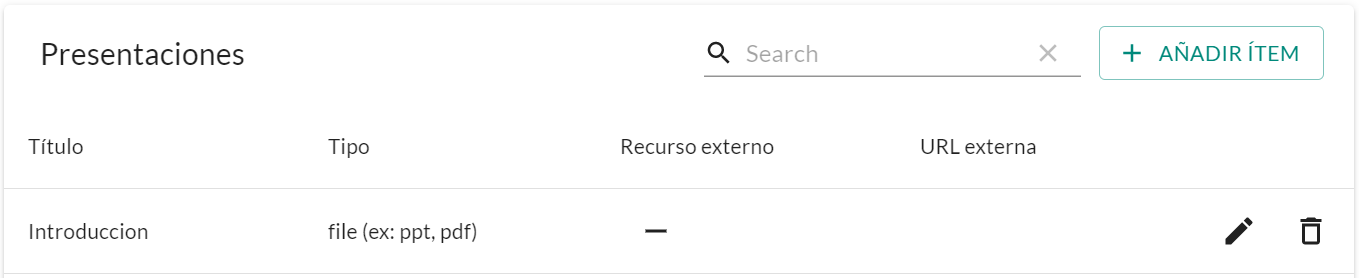 Presentaciones
Search
AÑADIR ÍTEM
Título Tipo Recurso externo URL externa
Introduccion file (ex: ppt, pdf) —